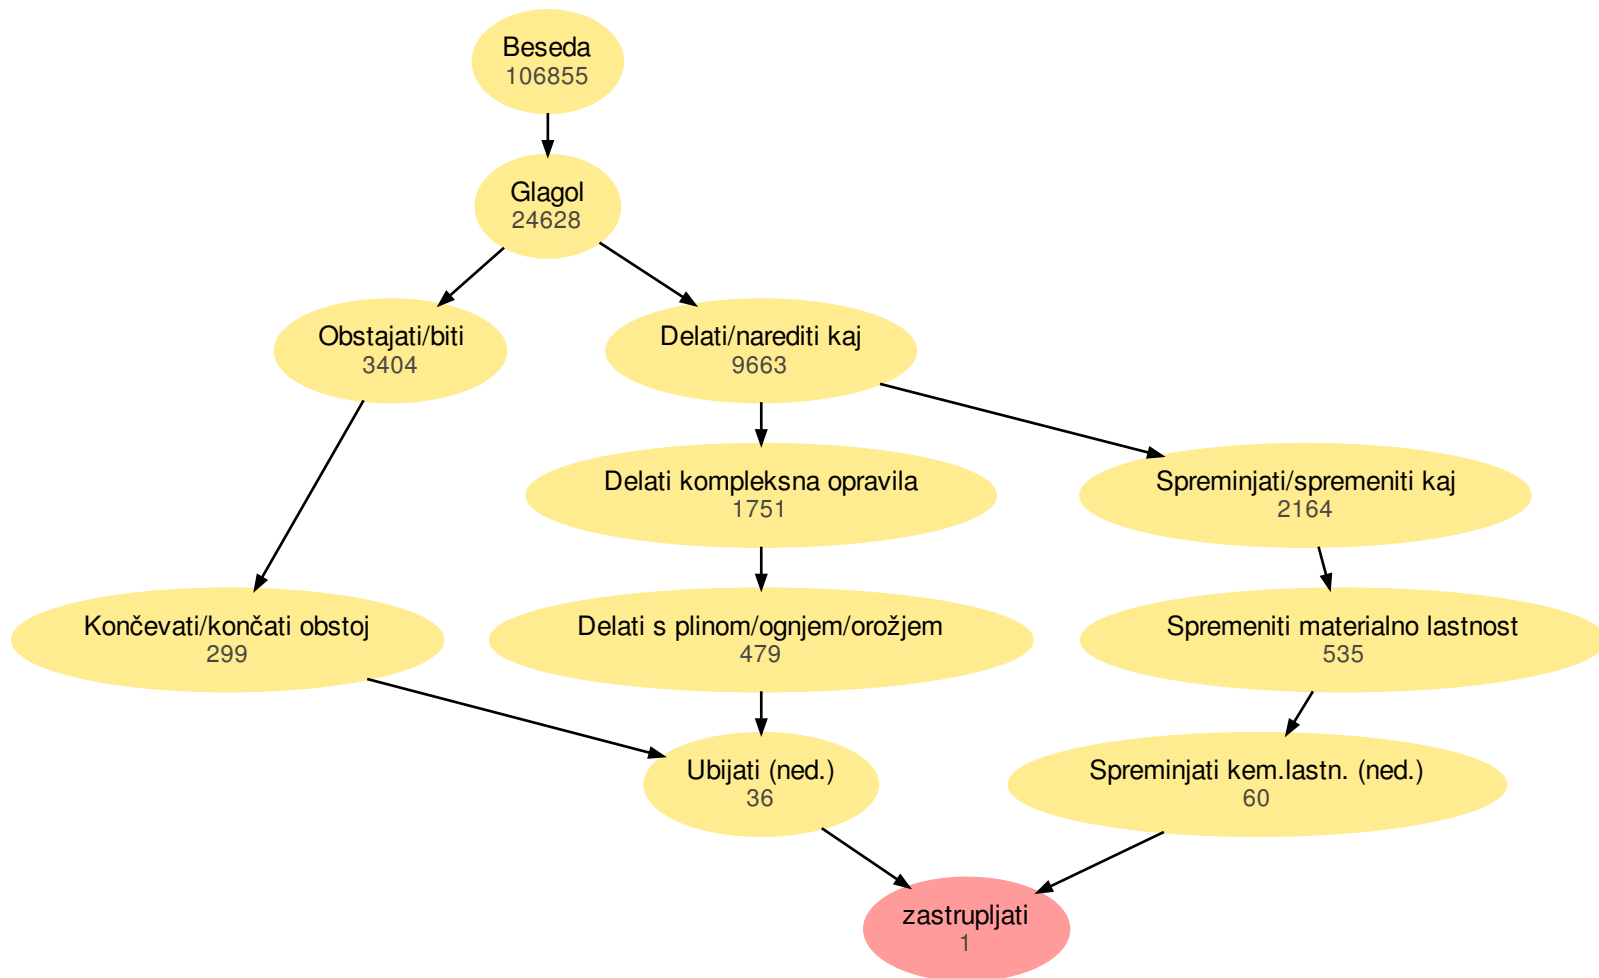 Beseda
106855
Glagol
24628
Obstajati/biti
3404
Delati/narediti kaj
9663
Delati kompleksna opravila
1751
Spreminjati/spremeniti kaj
2164
Končevati/končati obstoj
299
Delati s plinom/ognjem/orožjem
479
Spremeniti materialno lastnost
535
Ubijati (ned.)
36
Spreminjati kem.lastn. (ned.)
60
zastrupljati
1